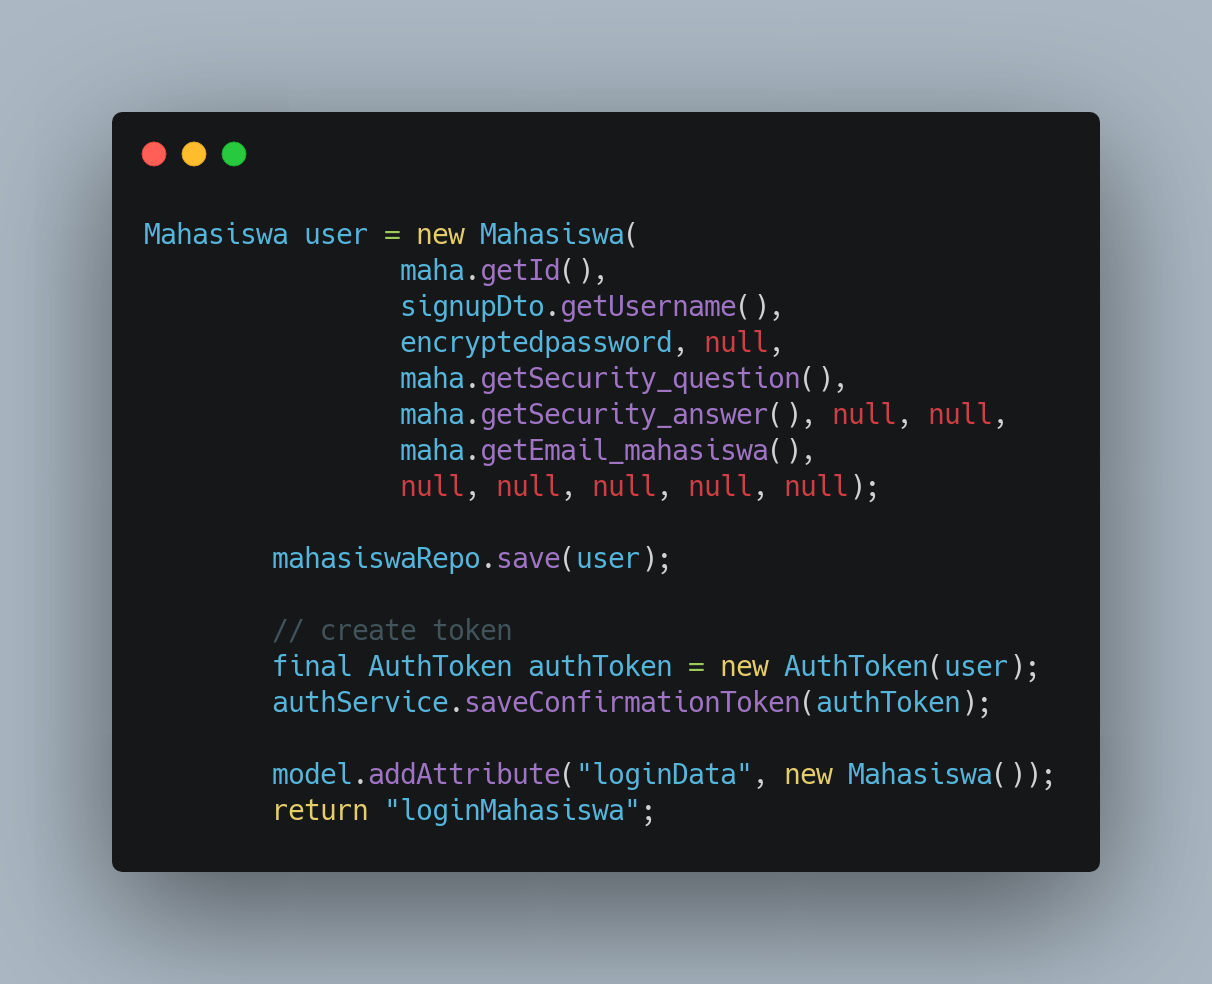 Mahasiswa user = new Mahasiswa(
                maha.getId(),
                signupDto.getUsername(),
                encryptedpassword, null,
                maha.getSecurity_question(),
                maha.getSecurity_answer(), null, null,
                maha.getEmail_mahasiswa(),
                null, null, null, null, null);

        mahasiswaRepo.save(user);

        // create token
        final AuthToken authToken = new AuthToken(user);
        authService.saveConfirmationToken(authToken);

        model.addAttribute("loginData", new Mahasiswa());
        return "loginMahasiswa";